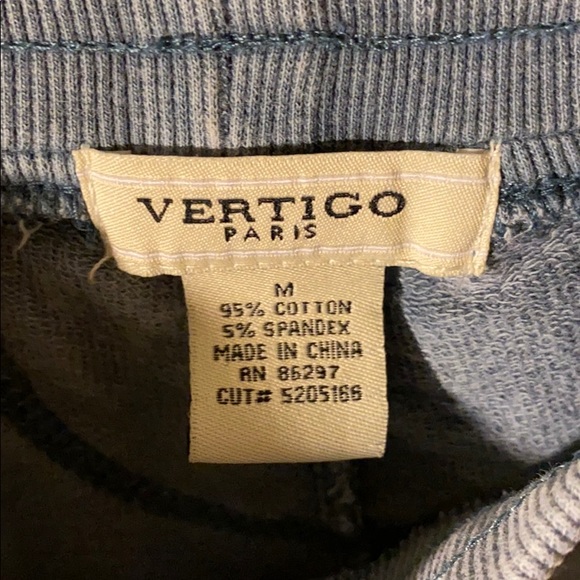 VERTIGO
PARIS
M
95% COTTON
5% SPANDEX
MADE IN CHINA
RN 86297
CUT# 5205166